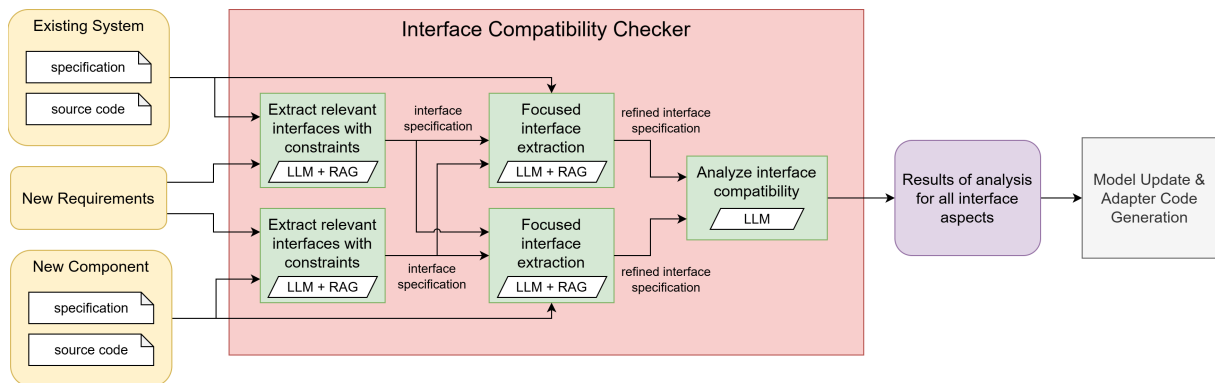 Existing System
specification
source code
New Requirements
New Component
specification
source code
Interface Compatibility Checker
Extract relevant
interfaces with
constraints
LLM + RAG
Extract relevant
interfaces with
constraints
LLM + RAG
interface
specification
interface
specification
Focused
interface
extraction
LLM + RAG
Focused
interface
extraction
LLM + RAG
refined interface
specification
refined interface
specification
Analyze interface
compatibility
LLM
Results of analysis
for all interface
aspects
Model Update &
Adapter Code
Generation